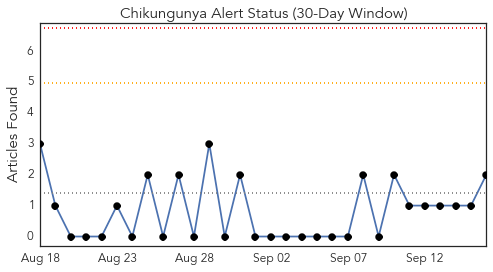 Chikungunya Alert Status (30-Day Window)
Articles Found
6
5
4
3
2
1
0
Aug 18 Aug 23 Aug 28 Sep 02 Sep 07 Sep 12